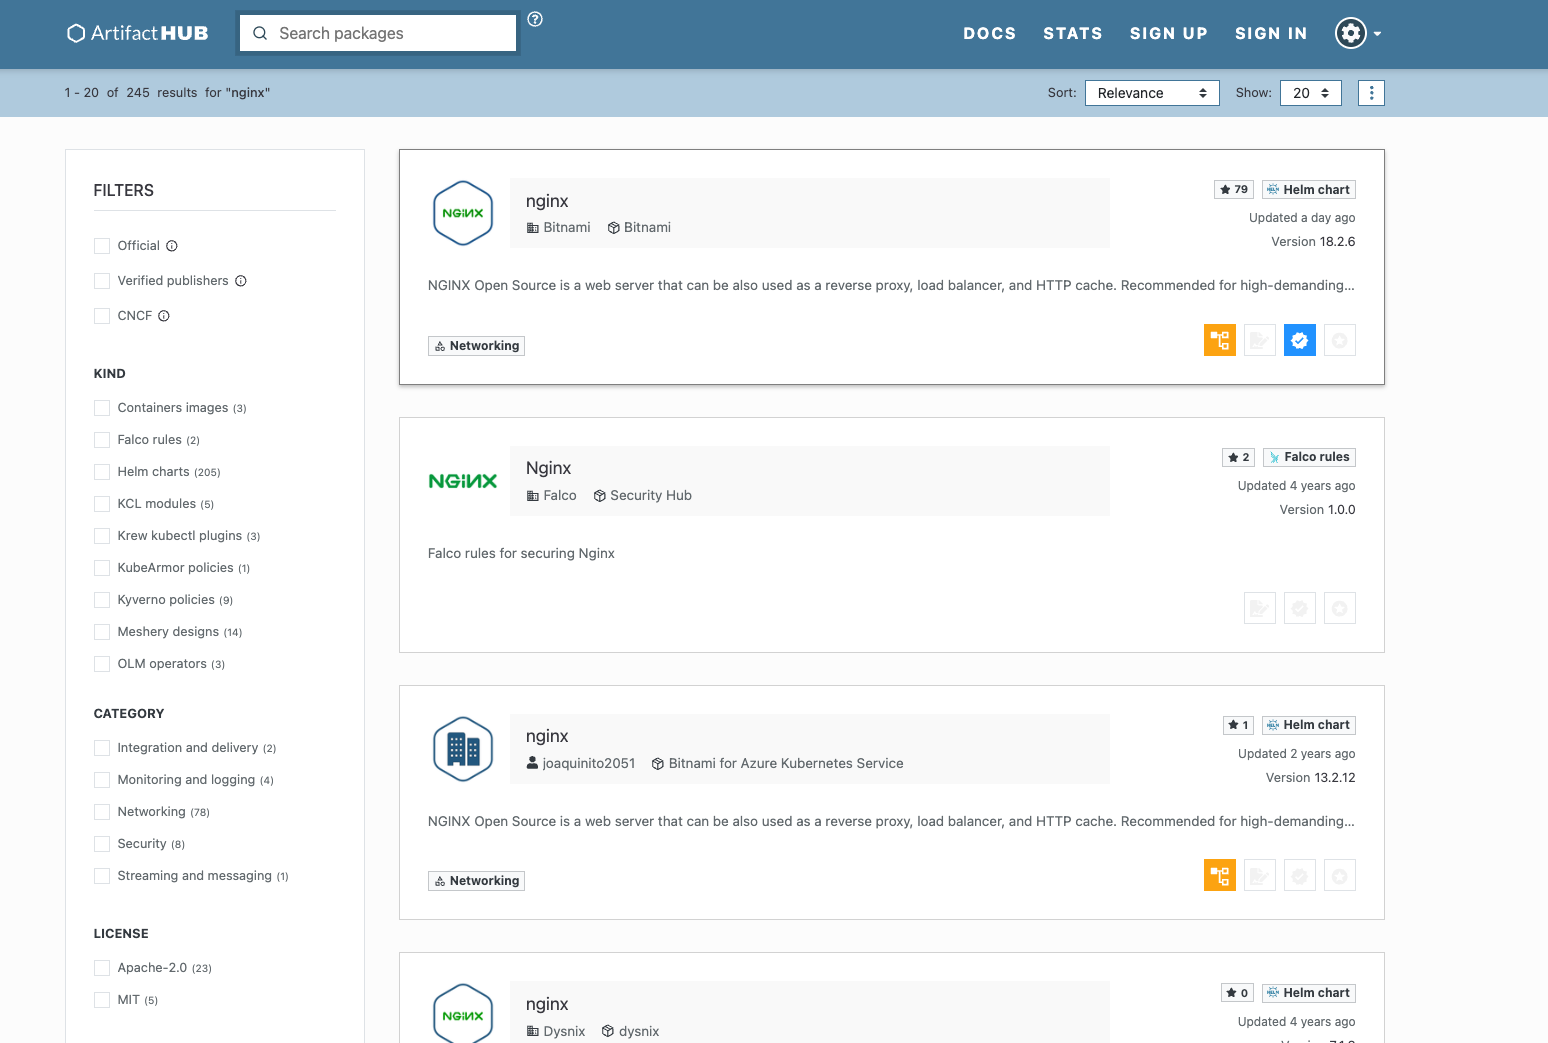 ArtifactHUB
Search packages
DOCS STATS SIGN UP SIGN IN
1 - 20 of 245 results for "nginx"
Sort: Relevance Show: 20
FILTERS
Official
Verified publishers
CNCF
KIND
Containers images (3)
Falco rules (2)
Helm charts (205)
KCL modules (5)
Krew kubectl plugins (3)
KubeArmor policies (1)
Kyverno policies (9)
Meshery designs (14)
OLM operators (3)
CATEGORY
Integration and delivery (2)
Monitoring and logging (4)
Networking (78)
Security (8)
Streaming and messaging (1)
LICENSE
Apache-2.0 (23)
MIT (5)
NGINX
nginx
Bitnami Bitnami
79 Helm chart
Updated a day ago
Version 18.2.6
NGINX Open Source is a web server that can be also used as a reverse proxy, load balancer, and HTTP cache. Recommended for high-demanding...
Networking
NGINX
Nginx
Falco Security Hub
2 Falco rules
Updated 4 years ago
Version 1.0.0
Falco rules for securing Nginx
nginx
joaquinito2051 Bitnami for Azure Kubernetes Service
1 Helm chart
Updated 2 years ago
Version 13.2.12
NGINX Open Source is a web server that can be also used as a reverse proxy, load balancer, and HTTP cache. Recommended for high-demanding...
Networking
NGINX
nginx
Dysnix dysnix
0 Helm chart
Updated 4 years ago